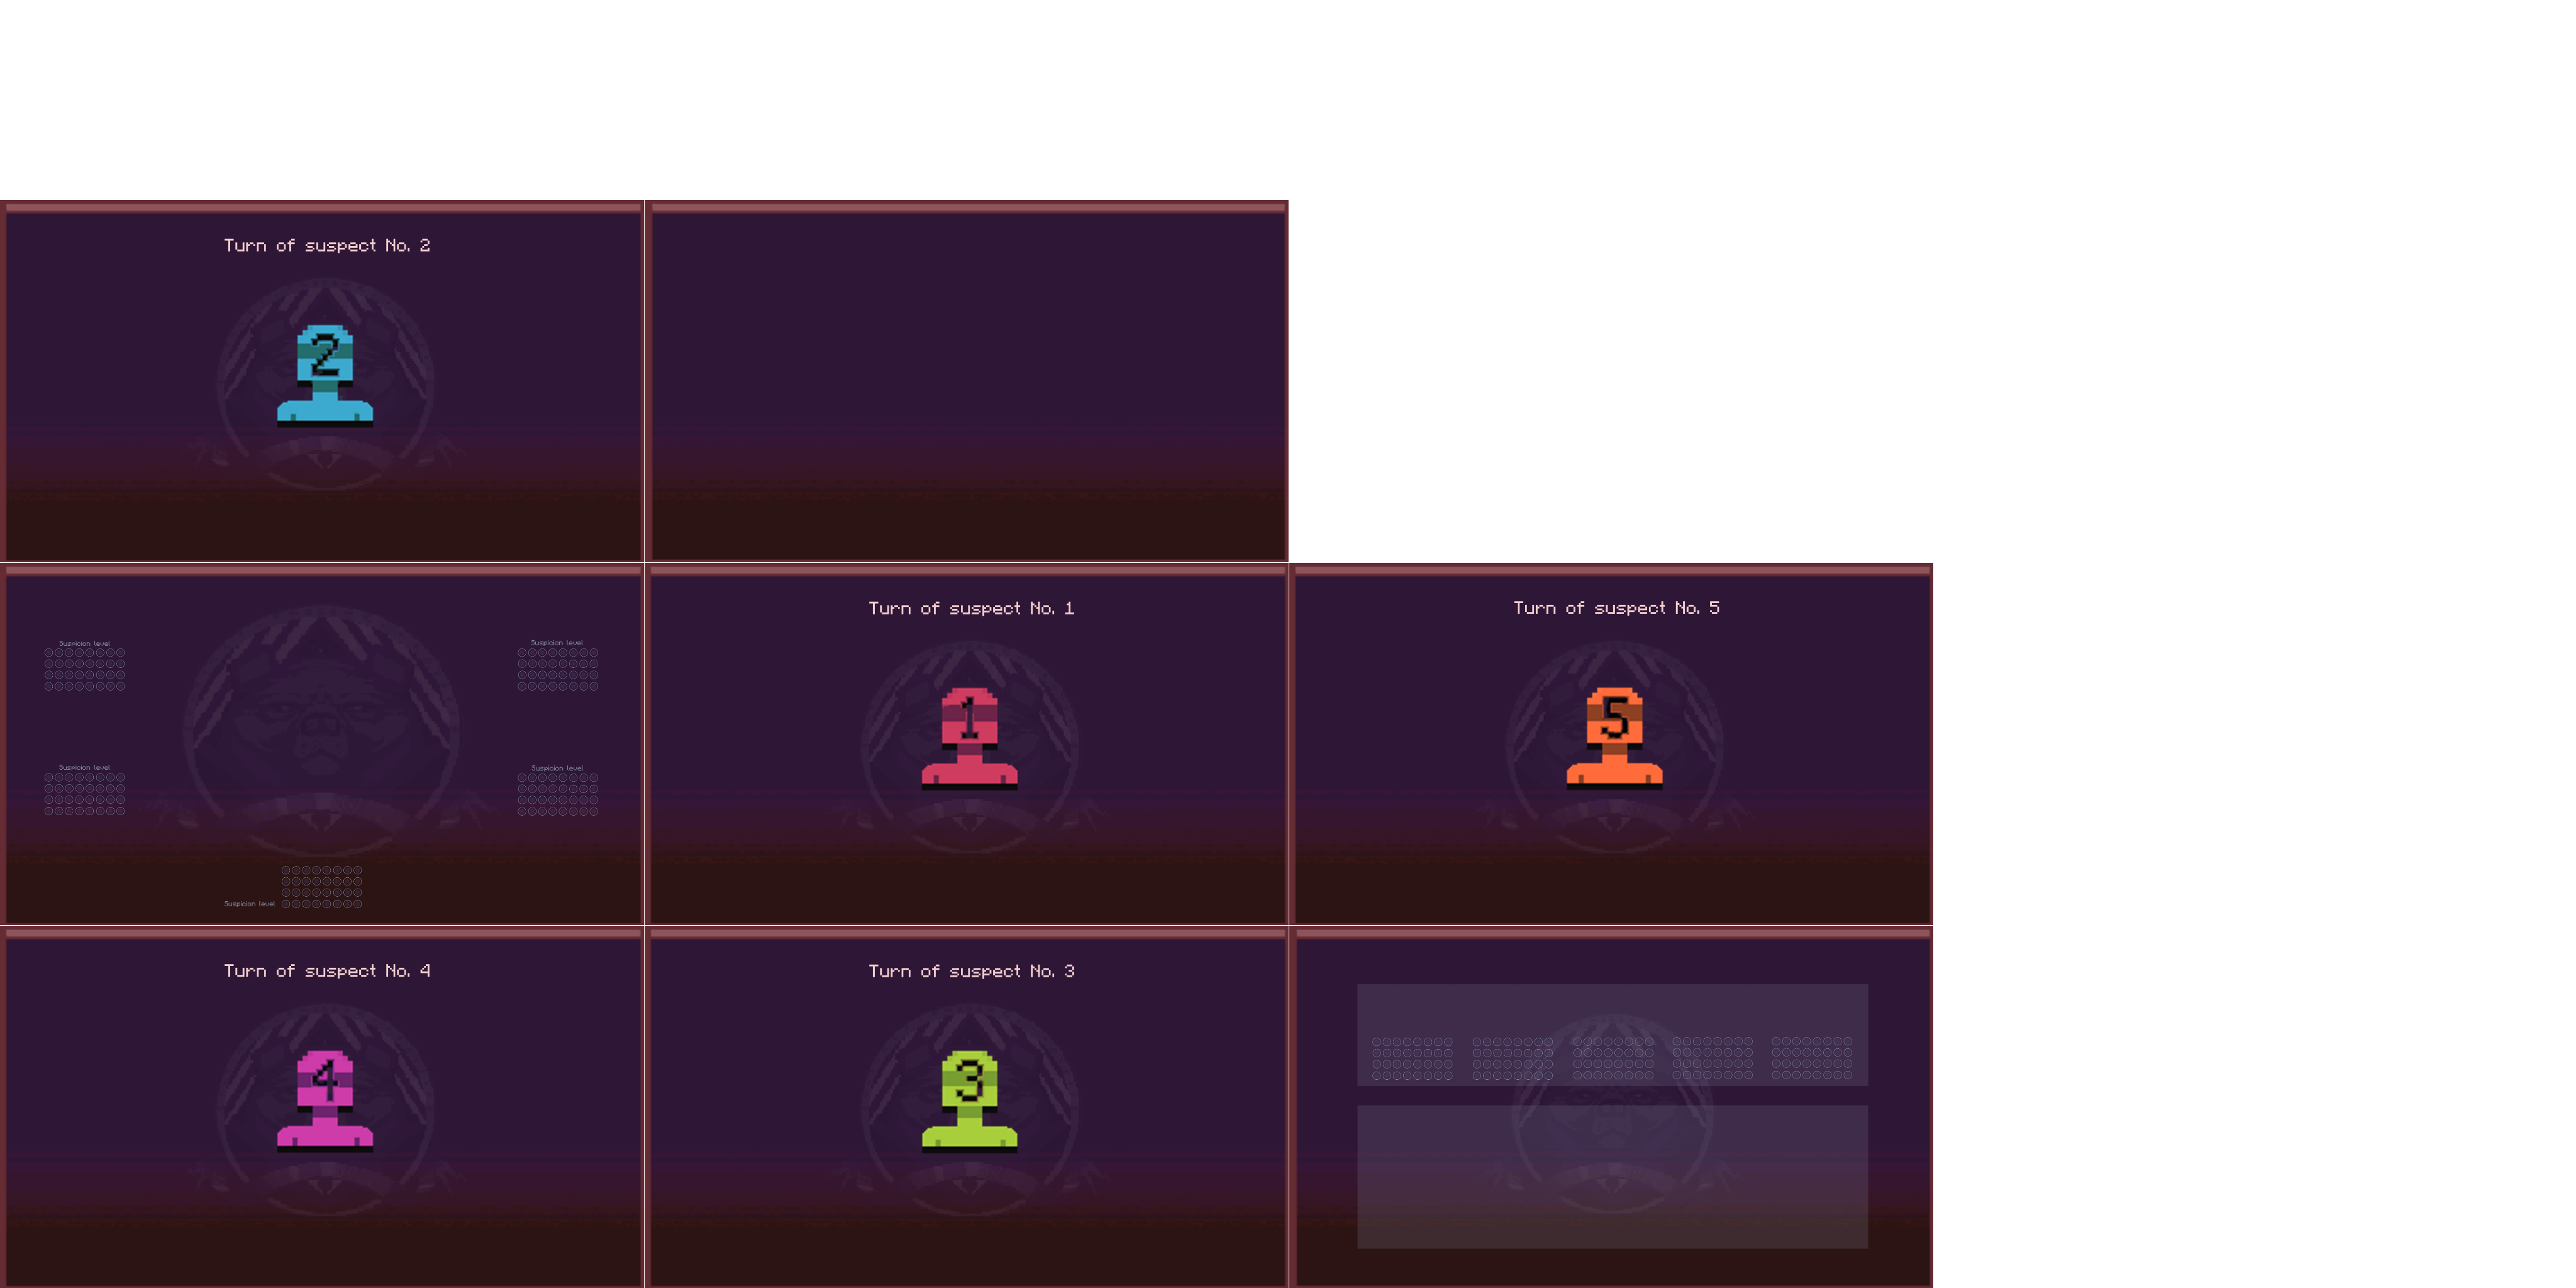 Turn of suspect No. 2
2
Suspicion level
Suspicion level
Suspicion level
Suspicion level
Suspicion level
Turn of suspect No. 1
1
Turn of suspect No. 5
5
Turn of suspect No. 4
4
Turn of suspect No. 3
3